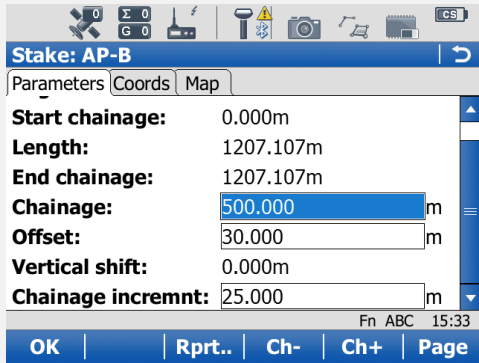 0 Σ 0
G 0
CS
Stake: AP-B
Parameters Coords Map
Start chainage: 0.000m
Length: 1207.107m
End chainage: 1207.107m
Chainage: 500.000 m
Offset: 30.000 m
Vertical shift: 0.000m
Chainage incremnt: 25.000 m
Fn ABC 15:33
OK Rprt.. Ch- Ch+ Page